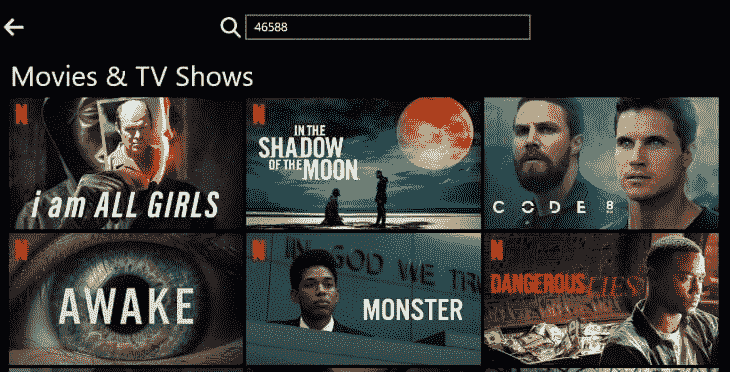 46588
Movies & TV Shows
N
i am ALL GIRLS
N
IN THE
SHADOW
OF THE
MOON
CODE 8
N
AWAKE
N
IN GOD WE TRU
MONSTER
N
DANGEROUS LIES